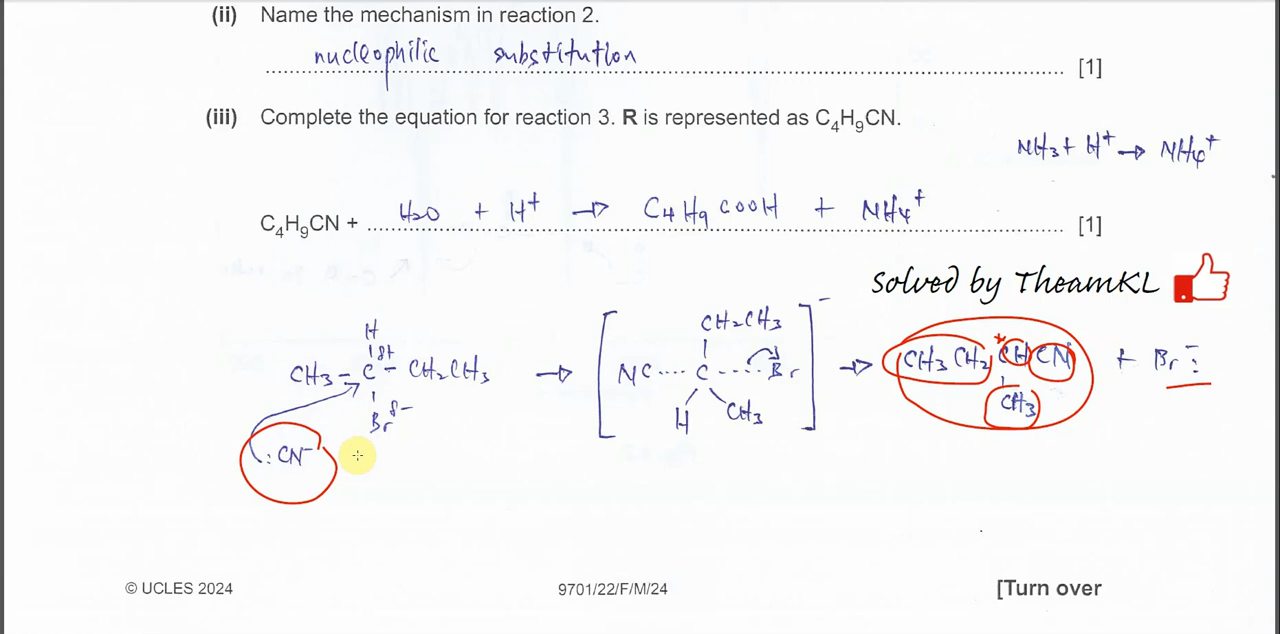 (ii) Name the mechanism in reaction 2.
nucleophilic substitution
[1]
(iii) Complete the equation for reaction 3. R is represented as C₄H₉CN.
NH₃ + H⁺ → NH₄⁺
C₄H₉CN + H₂O + H⁺ → C₄H₉COOH + NH₄⁺ [1]
Solved by TheamKL
H
δ+
CH₃ – C – CH₂CH₃
Br δ−
:CN⁻
→ [ CH₂CH₃
NC.... C ....Br
H CH₃ ]⁻
→ CH₃CH₂ *CHCN + Br:⁻
CH₃
© UCLES 2024 9701/22/F/M/24 [Turn over